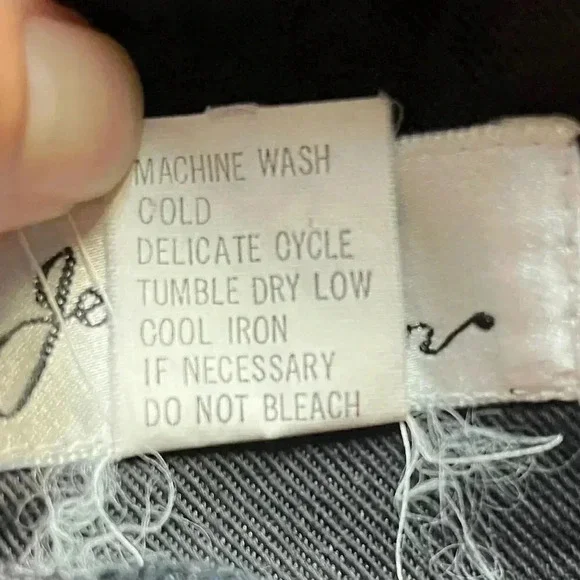 MACHINE WASH
COLD
DELICATE CYCLE
TUMBLE DRY LOW
COOL IRON
IF NECESSARY
DO NOT BLEACH